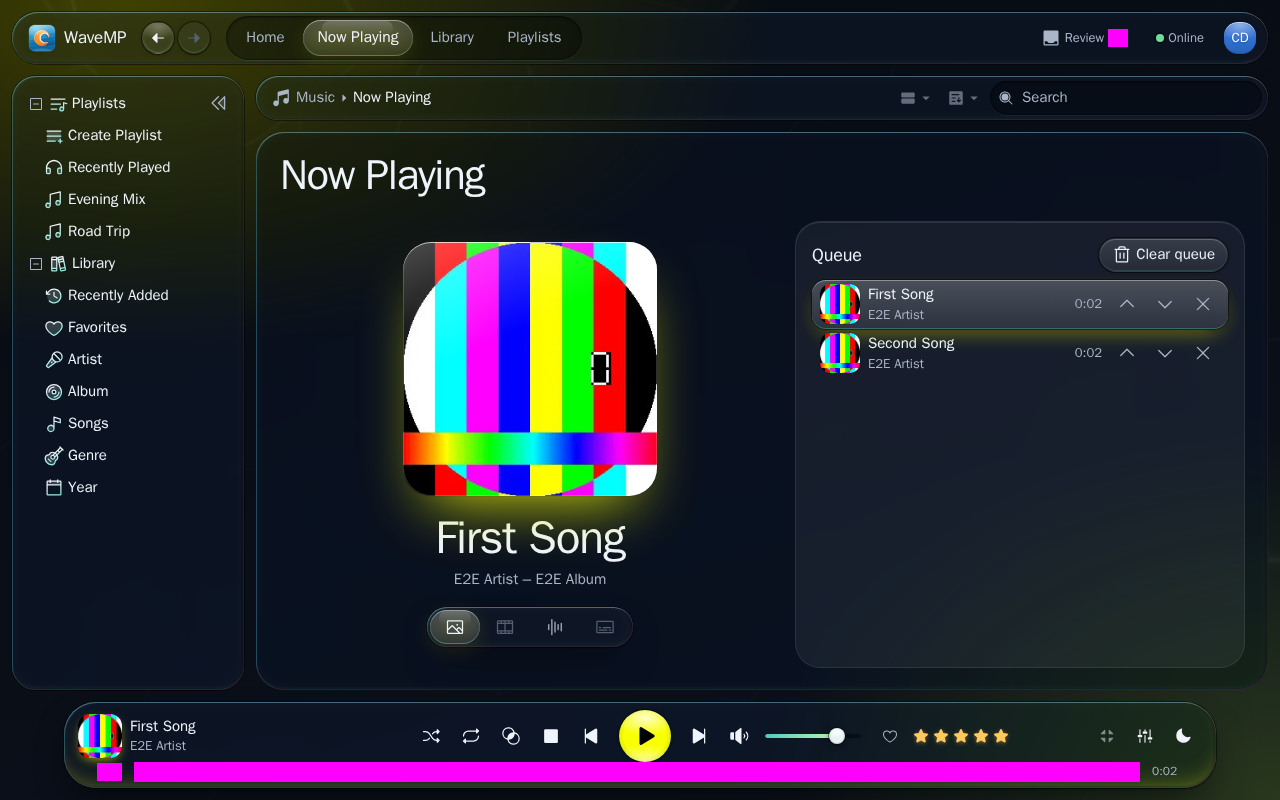 WaveMP
Home
Now Playing
Library
Playlists
Review
Online
CD
Playlists
Create Playlist
Recently Played
Evening Mix
Road Trip
Library
Recently Added
Favorites
Artist
Album
Songs
Genre
Year
Music
Now Playing
Search
Now Playing
First Song
E2E Artist – E2E Album
Queue
Clear queue
First Song
E2E Artist
0:02
Second Song
E2E Artist
0:02
First Song
E2E Artist
0:02